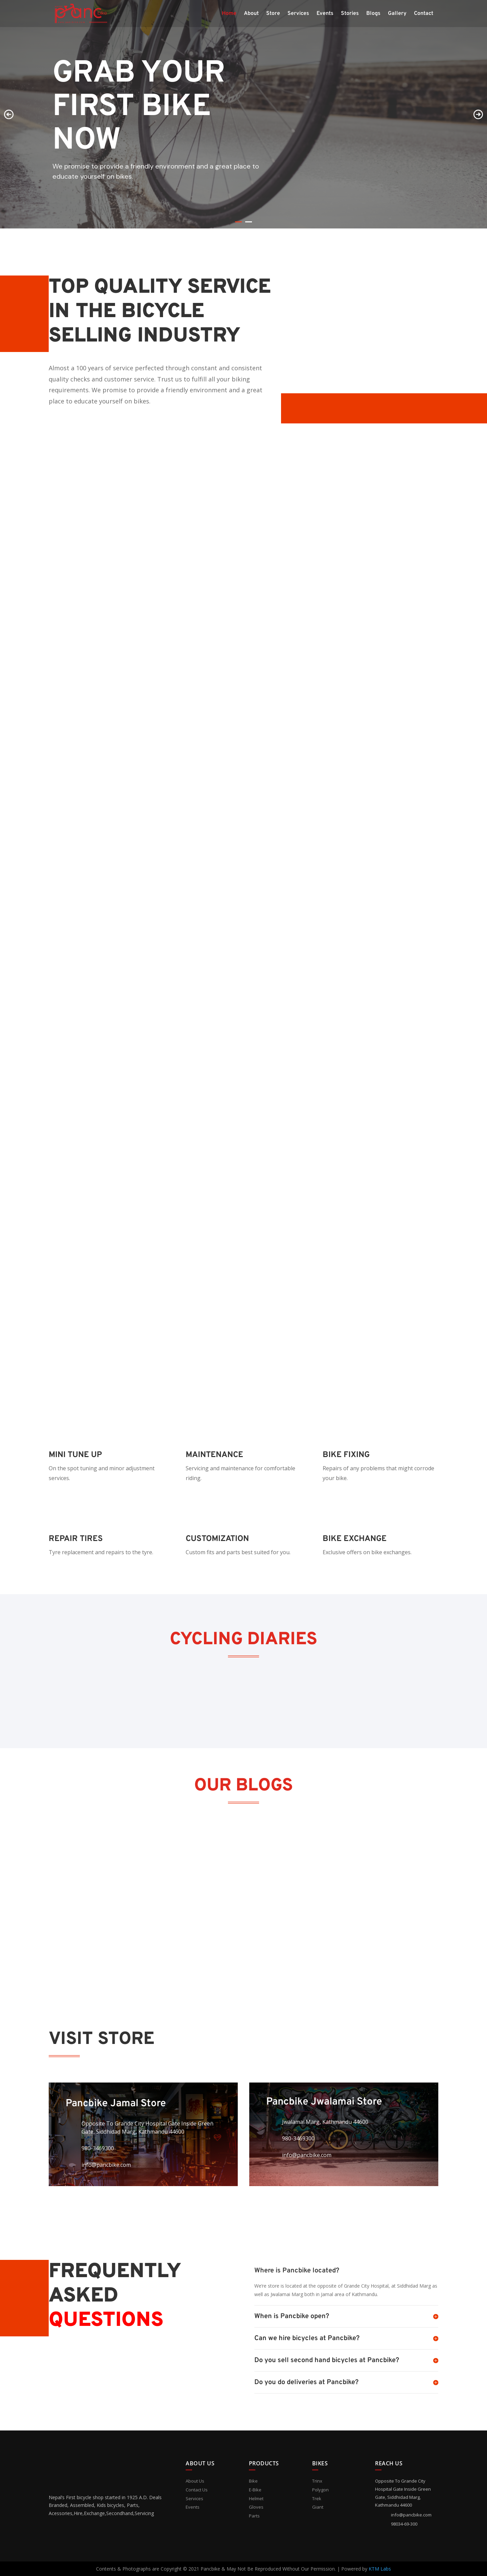 panc
Home About Store Services Events Stories Blogs Gallery Contact
GRAB YOUR
FIRST BIKE
NOW
We promise to provide a friendly environment and a great place to
educate yourself on bikes.
TOP QUALITY SERVICE
IN THE BICYCLE
SELLING INDUSTRY
Almost a 100 years of service perfected through constant and consistent
quality checks and customer service. Trust us to fulfill all your biking
requirements. We promise to provide a friendly environment and a great
place to educate yourself on bikes.
MINI TUNE UP
On the spot tuning and minor adjustment
services.
MAINTENANCE
Servicing and maintenance for comfortable
riding.
BIKE FIXING
Repairs of any problems that might corrode
your bike.
REPAIR TIRES
Tyre replacement and repairs to the tyre.
CUSTOMIZATION
Custom fits and parts best suited for you.
BIKE EXCHANGE
Exclusive offers on bike exchanges.
CYCLING DIARIES
OUR BLOGS
VISIT STORE
Pancbike Jamal Store
Opposite To Grande City Hospital Gate Inside Green
Gate, Siddhidad Marg, Kathmandu 44600
980-3469300
info@pancbike.com
Pancbike Jwalamai Store
Jwalamai Marg, Kathmandu 44600
980-3469300
info@pancbike.com
FREQUENTLY
ASKED
QUESTIONS
Where is Pancbike located?
We're store is located at the opposite of Grande City Hospital, at Siddhidad Marg as
well as Jwalamai Marg both in Jamal area of Kathmandu.
When is Pancbike open?
Can we hire bicycles at Pancbike?
Do you sell second hand bicycles at Pancbike?
Do you do deliveries at Pancbike?
Nepal's First bicycle shop started in 1925 A.D. Deals
Branded, Assembled, Kids bicycles, Parts,
Acessories,Hire,Exchange,Secondhand,Servicing
ABOUT US
About Us
Contact Us
Services
Events
PRODUCTS
Bike
E-Bike
Helmet
Gloves
Parts
BIKES
Trinx
Polygon
Trek
Giant
REACH US
Opposite To Grande City
Hospital Gate Inside Green
Gate, Siddhidad Marg,
Kathmandu 44600
info@pancbike.com
98034-69-300
Contents & Photographs are Copyright © 2021 Pancbike & May Not Be Reproduced Without Our Permission. | Powered by KTM Labs